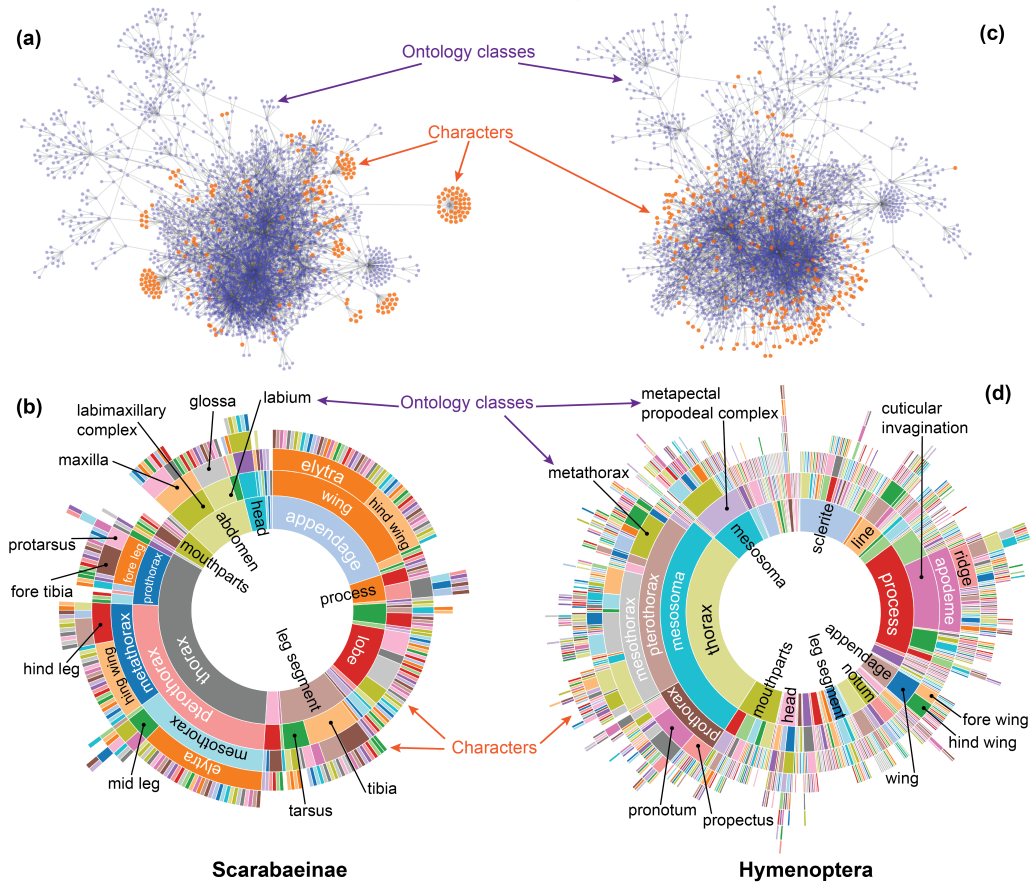 (a)
Ontology classes
(c)
Characters
(b)
glossa
labium
labimaxillary
complex
maxilla
Ontology classes
metapectal
propodeal complex
(d)
cuticular
invagination
metathorax
elytra
wing
hind wing
appendage
head
abdomen
mouthparts
process
protarsus
fore leg
prothorax
fore tibia
thorax
lobe
leg segment
hind leg
metathorax
hing wing
pterothorax
mesothorax
elytra
mid leg
tarsus
tibia
Characters
mesosoma
sclerite
line
ridge
apodeme
process
pterothorax
mesosoma
mesothorax
thorax
appendage
notum
leg segment
head
mouthparts
prothorax
fore wing
hind wing
wing
pronotum
propectus
Scarabaeinae
Hymenoptera